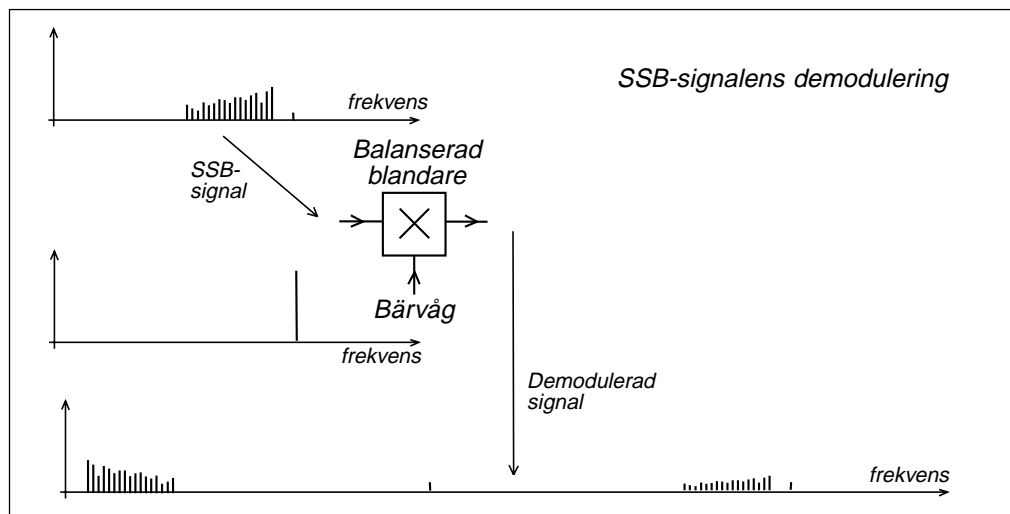 SSB-signalens demodulering
frekvens
SSB-
signal
Balanserad
blandare
Bärvåg
frekvens
Demodulerad
signal
frekvens